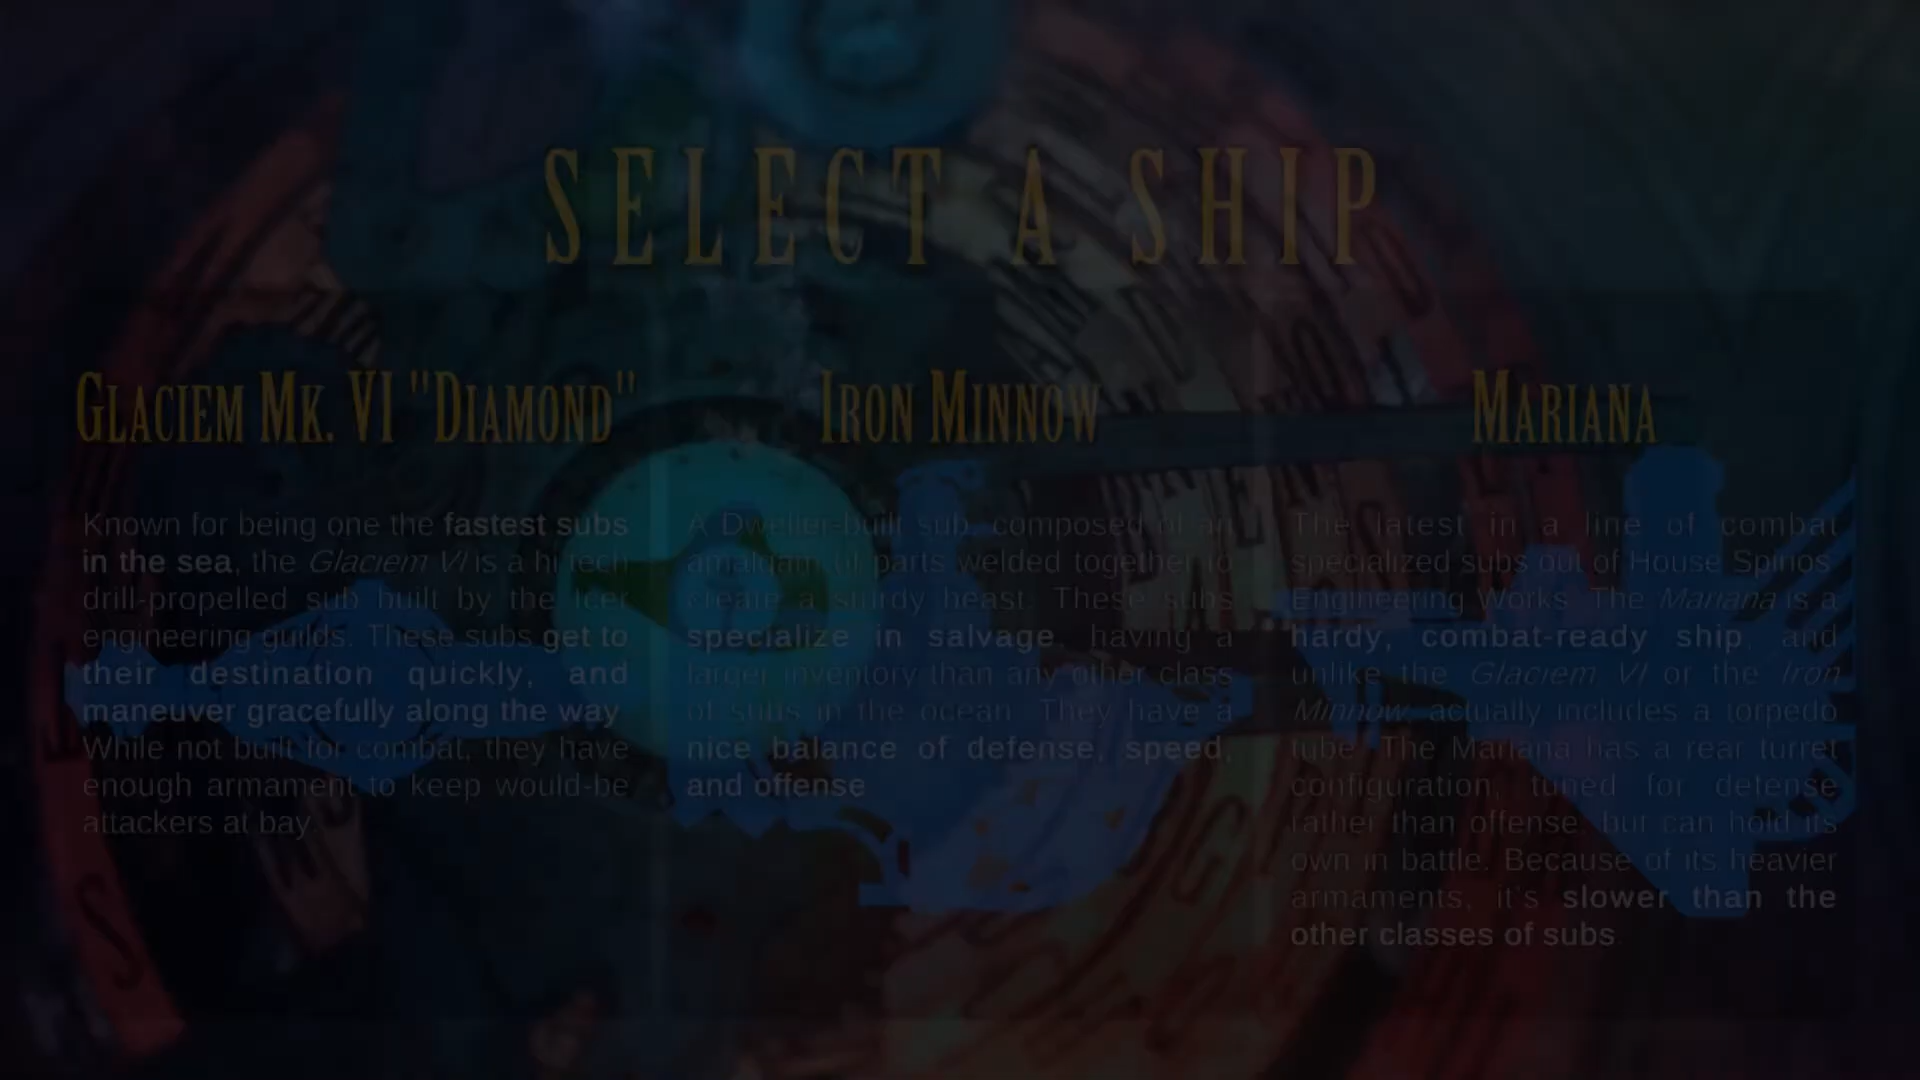 SELECT A SHIP
GLACIEM MK. VI "DIAMOND"
Known for being one the fastest subs
in the sea, the Glaciem VI is a hi tech
drill-propelled sub built by the Icer
engineering guilds. These subs get to
their destination quickly, and
maneuver gracefully along the way
While not built for combat, they have
enough armament to keep would-be
attackers at bay.
IRON MINNOW
A Dweller-built sub composed of an
amalgam of parts welded together to
create a sturdy beast. These subs
specialize in salvage, having a
larger inventory than any other class
of subs in the ocean. They have a
nice balance of defense, speed,
and offense
MARIANA
The latest in a line of combat
specialized subs out of House Spinos'
Engineering Works. The Mariana is a
hardy, combat-ready ship, and
unlike the Glaciem VI or the Iron
Minnow actually includes a torpedo
tube. The Mariana has a rear turret
configuration, tuned for defense
rather than offense, but can hold its
own in battle. Because of its heavier
armaments, it's slower than the
other classes of subs.